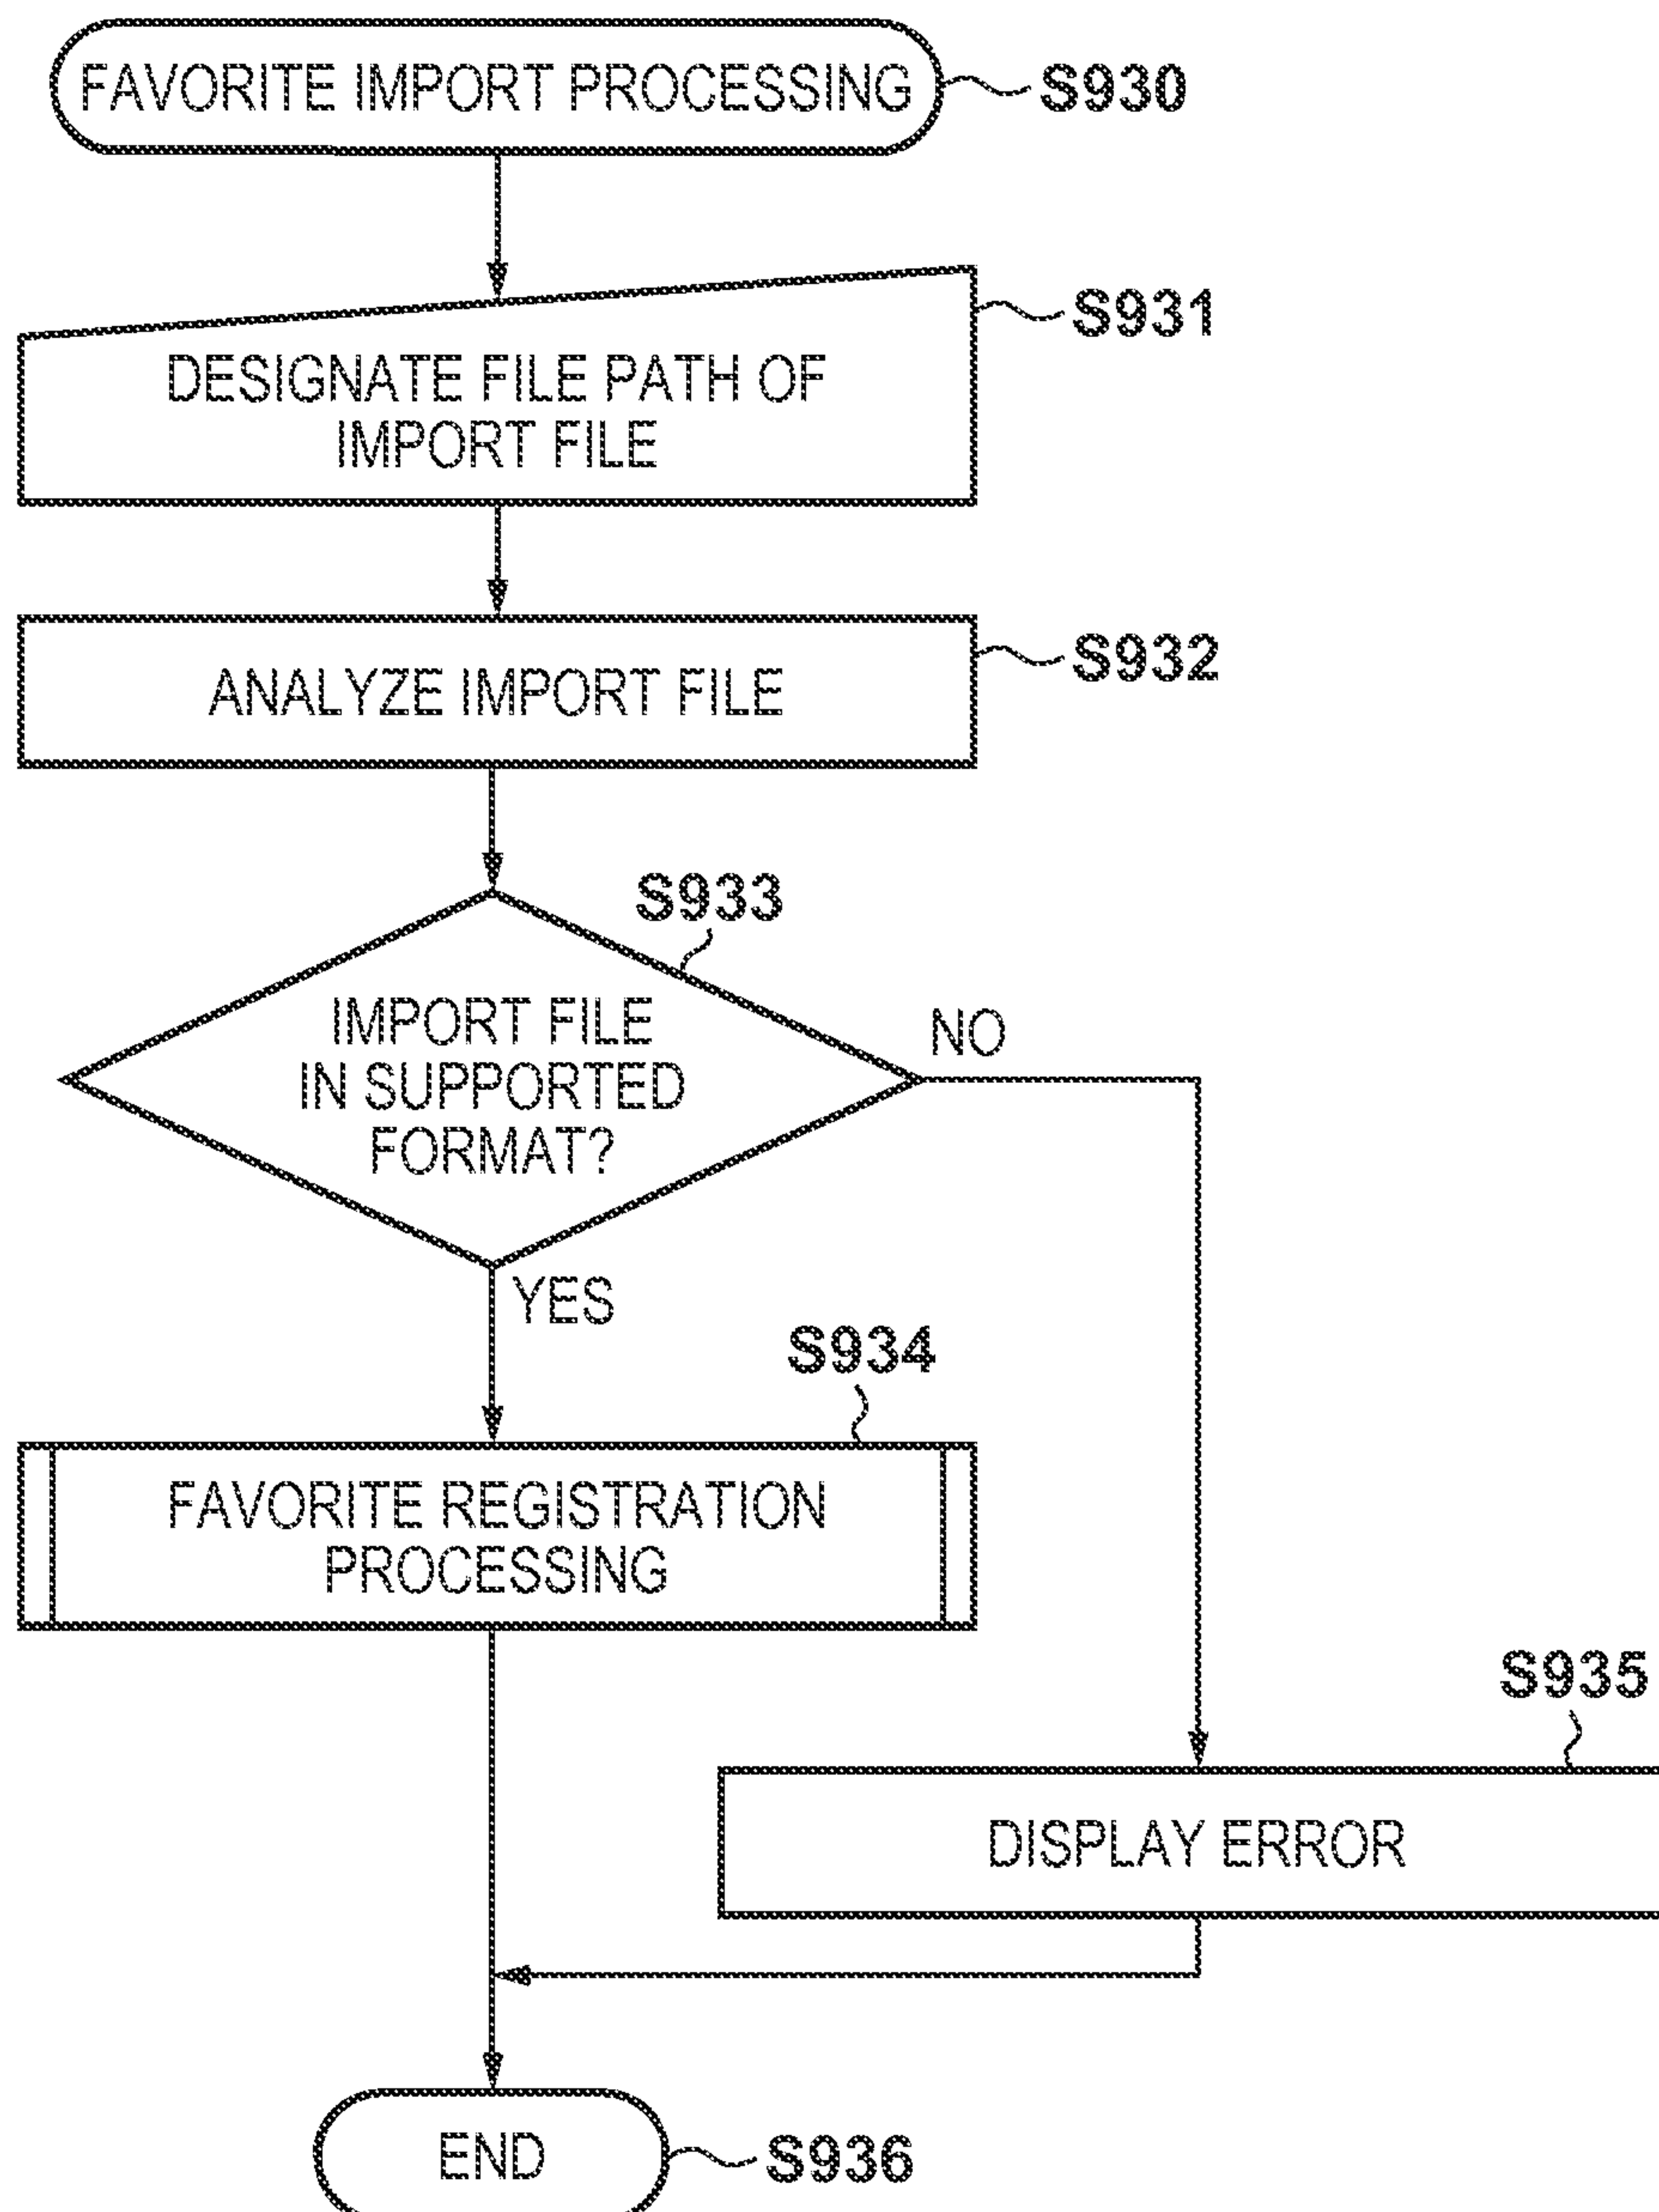 FAVORITE IMPORT PROCESSING
S930
S931
DESIGNATE FILE PATH OF
IMPORT FILE
S932
ANALYZE IMPORT FILE
S933
IMPORT FILE
IN SUPPORTED
FORMAT?
NO
YES
S934
FAVORITE REGISTRATION
PROCESSING
S935
DISPLAY ERROR
END
S936